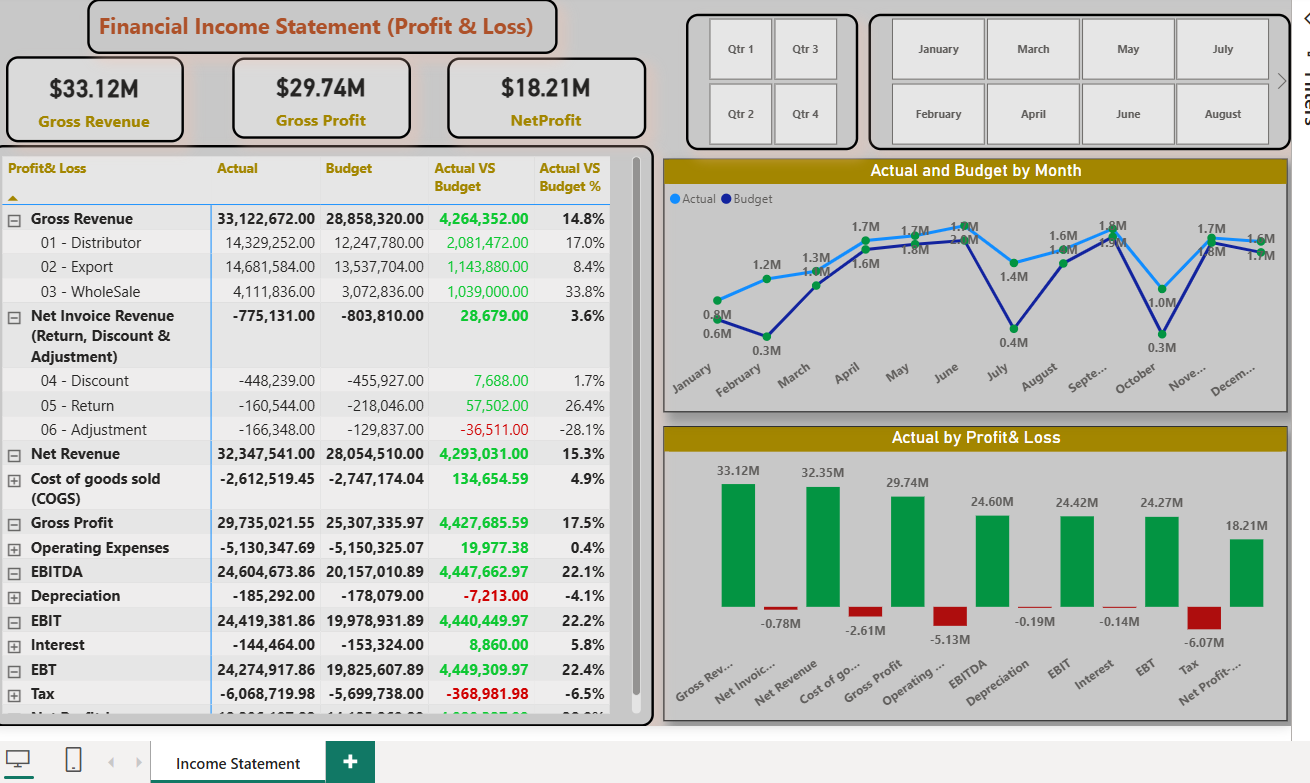 Financial Income Statement (Profit & Loss)
$33.12M
Gross Revenue
$29.74M
Gross Profit
$18.21M
NetProfit
Qtr 1
Qtr 3
Qtr 2
Qtr 4
January
March
May
July
February
April
June
August
Filters
Profit& Loss Actual Budget Actual VS Budget Actual VS Budget %
Gross Revenue 33,122,672.00 28,858,320.00 4,264,352.00 14.8%
01 - Distributor 14,329,252.00 12,247,780.00 2,081,472.00 17.0%
02 - Export 14,681,584.00 13,537,704.00 1,143,880.00 8.4%
03 - WholeSale 4,111,836.00 3,072,836.00 1,039,000.00 33.8%
Net Invoice Revenue -775,131.00 -803,810.00 28,679.00 3.6%
(Return, Discount &
Adjustment)
04 - Discount -448,239.00 -455,927.00 7,688.00 1.7%
05 - Return -160,544.00 -218,046.00 57,502.00 26.4%
06 - Adjustment -166,348.00 -129,837.00 -36,511.00 -28.1%
Net Revenue 32,347,541.00 28,054,510.00 4,293,031.00 15.3%
Cost of goods sold -2,612,519.45 -2,747,174.04 134,654.59 4.9%
(COGS)
Gross Profit 29,735,021.55 25,307,335.97 4,427,685.59 17.5%
Operating Expenses -5,130,347.69 -5,150,325.07 19,977.38 0.4%
EBITDA 24,604,673.86 20,157,010.89 4,447,662.97 22.1%
Depreciation -185,292.00 -178,079.00 -7,213.00 -4.1%
EBIT 24,419,381.86 19,978,931.89 4,440,449.97 22.2%
Interest -144,464.00 -153,324.00 8,860.00 5.8%
EBT 24,274,917.86 19,825,607.89 4,449,309.97 22.4%
Tax -6,068,719.98 -5,699,738.00 -368,981.98 -6.5%
Actual and Budget by Month
Actual Budget
1.2M
1.3M
1.7M
1.7M
1.4M
1.6M
1.8M
1.0M
1.7M
1.6M
0.8M
0.6M
0.3M
1.6M
1.8M
0.4M
0.3M
1.8M
1.7M
January
February
March
April
May
June
July
August
Septe...
October
Nove...
Decem...
Actual by Profit& Loss
33.12M
-0.78M
32.35M
-2.61M
29.74M
-5.13M
24.60M
-0.19M
24.42M
-0.14M
24.27M
-6.07M
18.21M
Gross Rev...
Net Invoic...
Net Revenue
Cost of go...
Gross Profit
Operating ...
EBITDA
Depreciation
EBIT
Interest
EBT
Tax
Net Profit-...
Income Statement
+